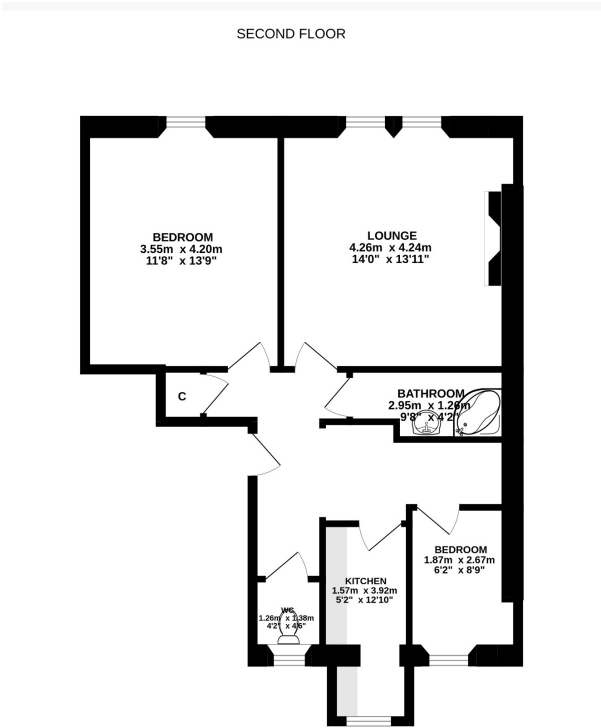 SECOND FLOOR
BEDROOM
3.55m x 4.20m
11'8" x 13'9"
LOUNGE
4.26m x 4.24m
14'0" x 13'11"
C
BATHROOM
2.95m x 1.26m
9'8" x 4'2"
BEDROOM
1.87m x 2.67m
6'2" x 8'9"
KITCHEN
1.57m x 3.92m
5'2" x 12'10"
WC
1.26m x 1.38m
4'2" x 4'6"